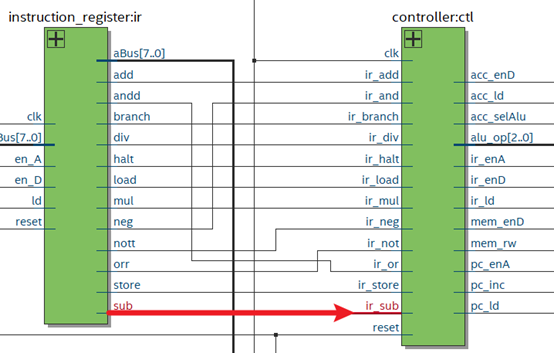 instruction_register:ir
controller:ctl
aBus[7..0]
clk
add
ir_add
acc_enD
andd
ir_and
acc_ld
clk
branch
ir_branch
acc_selAlu
Bus[7..0]
div
ir_div
alu_op[2..0]
en_A
halt
ir_halt
ir_enA
en_D
load
ir_load
ir_enD
ld
mul
ir_mul
ir_ld
reset
neg
ir_neg
mem_enD
nott
ir_not
mem_rw
orr
ir_or
pc_enA
store
ir_store
pc_inc
sub
ir_sub
pc_ld
reset